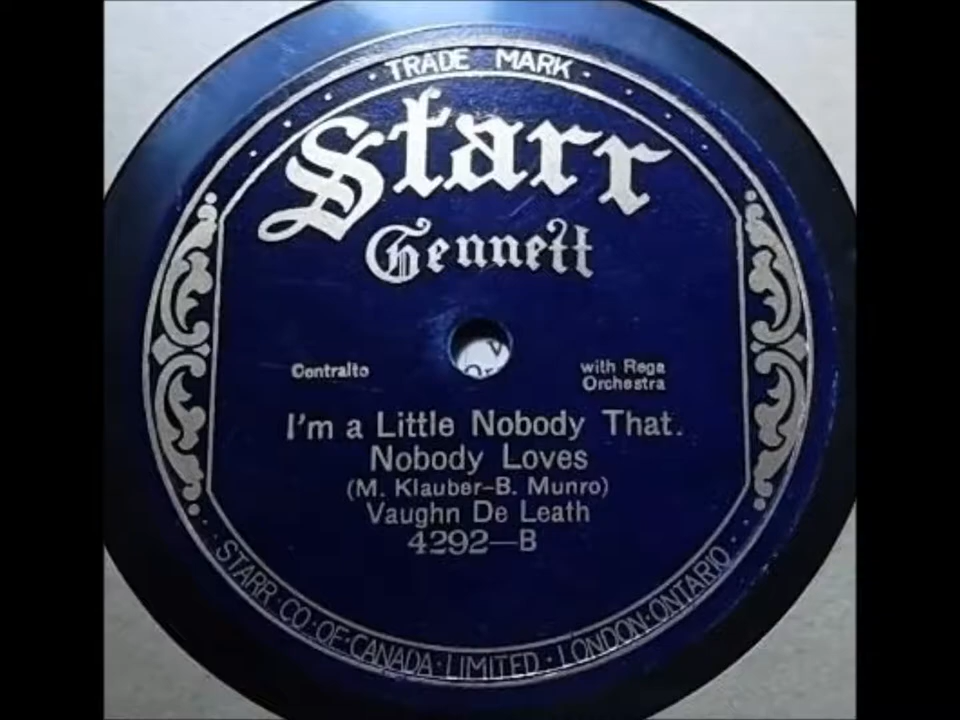 TRADE MARK
Starr
Gennett
Contralto
with Rega
Orchestra
I'm a Little Nobody That.
Nobody Loves
(M. Klauber-B. Munro)
Vaughn De Leath
4292-B
STARR·CO·OF·CANADA·LIMITED·LONDON·ONTARIO